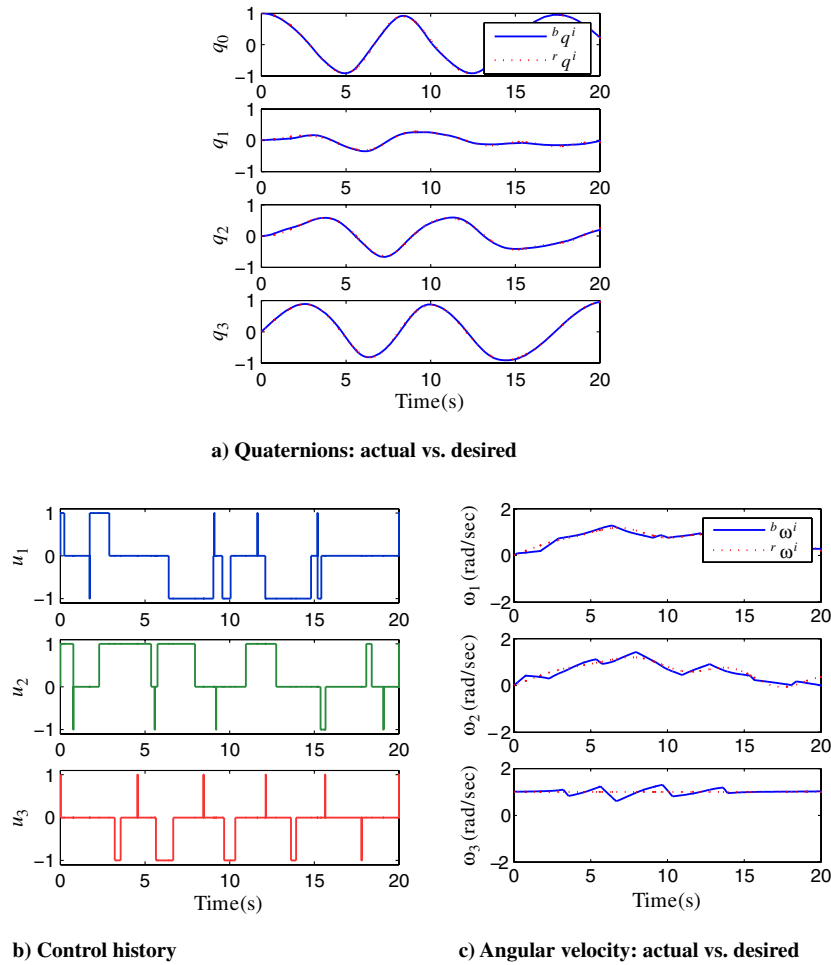 1
0
−1
q0
b q i
r q i
0 5 10 15 20
1
0
−1
q1
0 5 10 15 20
1
0
−1
q2
0 5 10 15 20
1
0
−1
q3
0 5 10 15 20
Time(s)
a) Quaternions: actual vs. desired
1
0
−1
u1
0 5 10 15 20
1
0
−1
u2
0 5 10 15 20
1
0
−1
u3
0 5 10 15 20
Time(s)
b) Control history
2
0
−2
ω1 (rad/sec)
b ω i
r ω i
0 5 10 15 20
2
0
−2
ω2 (rad/sec)
0 5 10 15 20
2
0
−2
ω3 (rad/sec)
0 5 10 15 20
Time(s)
c) Angular velocity: actual vs. desired